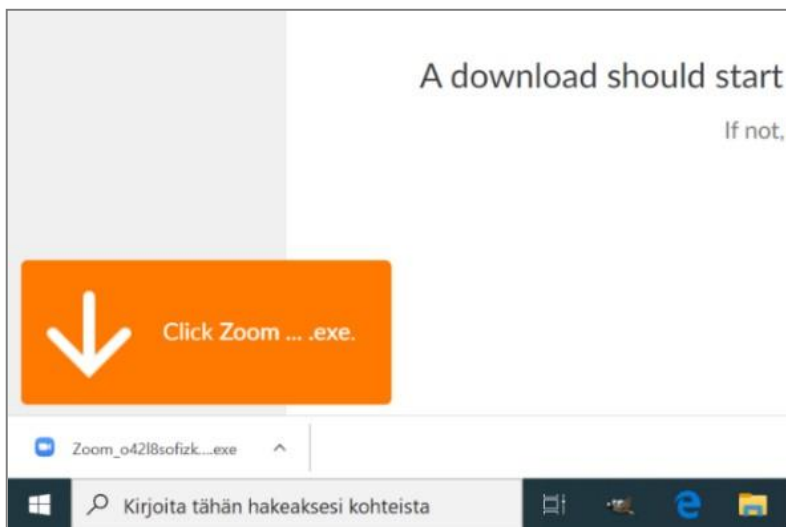 A download should start
If not,
Click Zoom ... .exe.
Zoom_o42l8sofizk....exe
Kirjoita tähän hakeaksesi kohteista